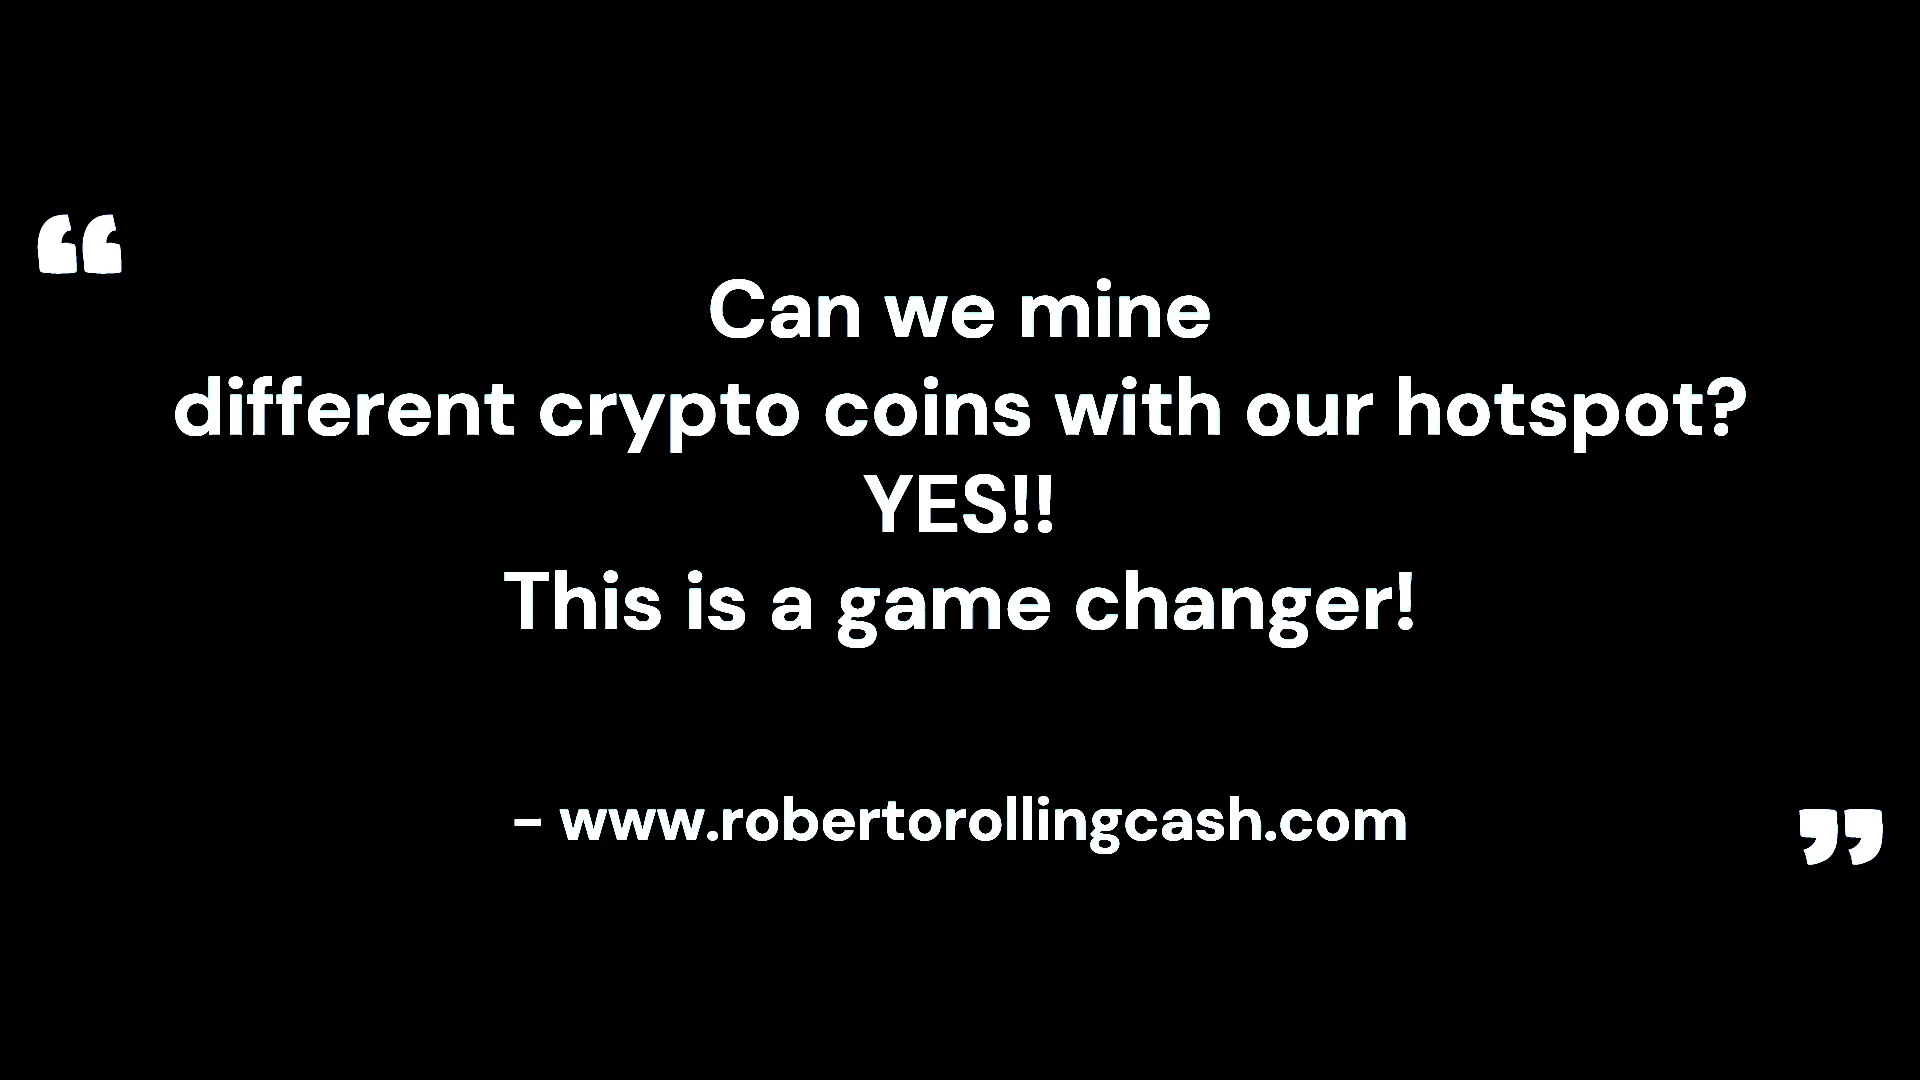 “
Can we mine
different crypto coins with our hotspot?
YES!!
This is a game changer!
- www.robertorollingcash.com
”